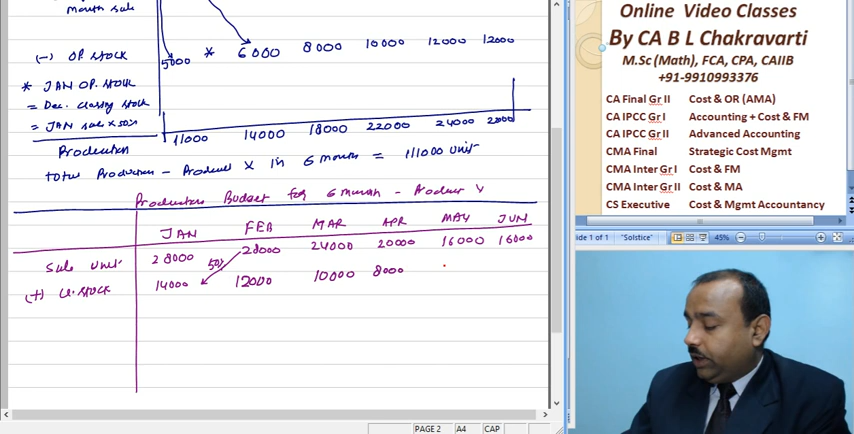 month sale
(-) OP. STOCK 5000 * 6000 8000 10000 12000 12000
* JAN OP. STOCK
= Dec. Closing stock
= JAN sales x 50%
Production 11000 14000 18000 22000 24000
Total Production - Product X in 6 month = 111000 unit
Production Budget for 6 month - Product Y
JAN FEB MAR APR MAY JUN
Sale unit 28000 50% 28000 24000 20000 16000 16000
(+) Cl. STOCK 14000 12000 10000 8000
PAGE 2 A4 CAP
Online Video Classes
By CA B L Chakravarti
M.Sc (Math), FCA, CPA, CAIIB
+91-9910993376
CA Final Gr II Cost & OR (AMA)
CA IPCC Gr I Accounting + Cost & FM
CA IPCC Gr II Advanced Accounting
CMA Final Strategic Cost Mgmt
CMA Inter Gr I Cost & FM
CMA Inter Gr II Cost & MA
CS Executive Cost & Mgmt Accountancy
ide 1 of 1 "Solstice" 45%